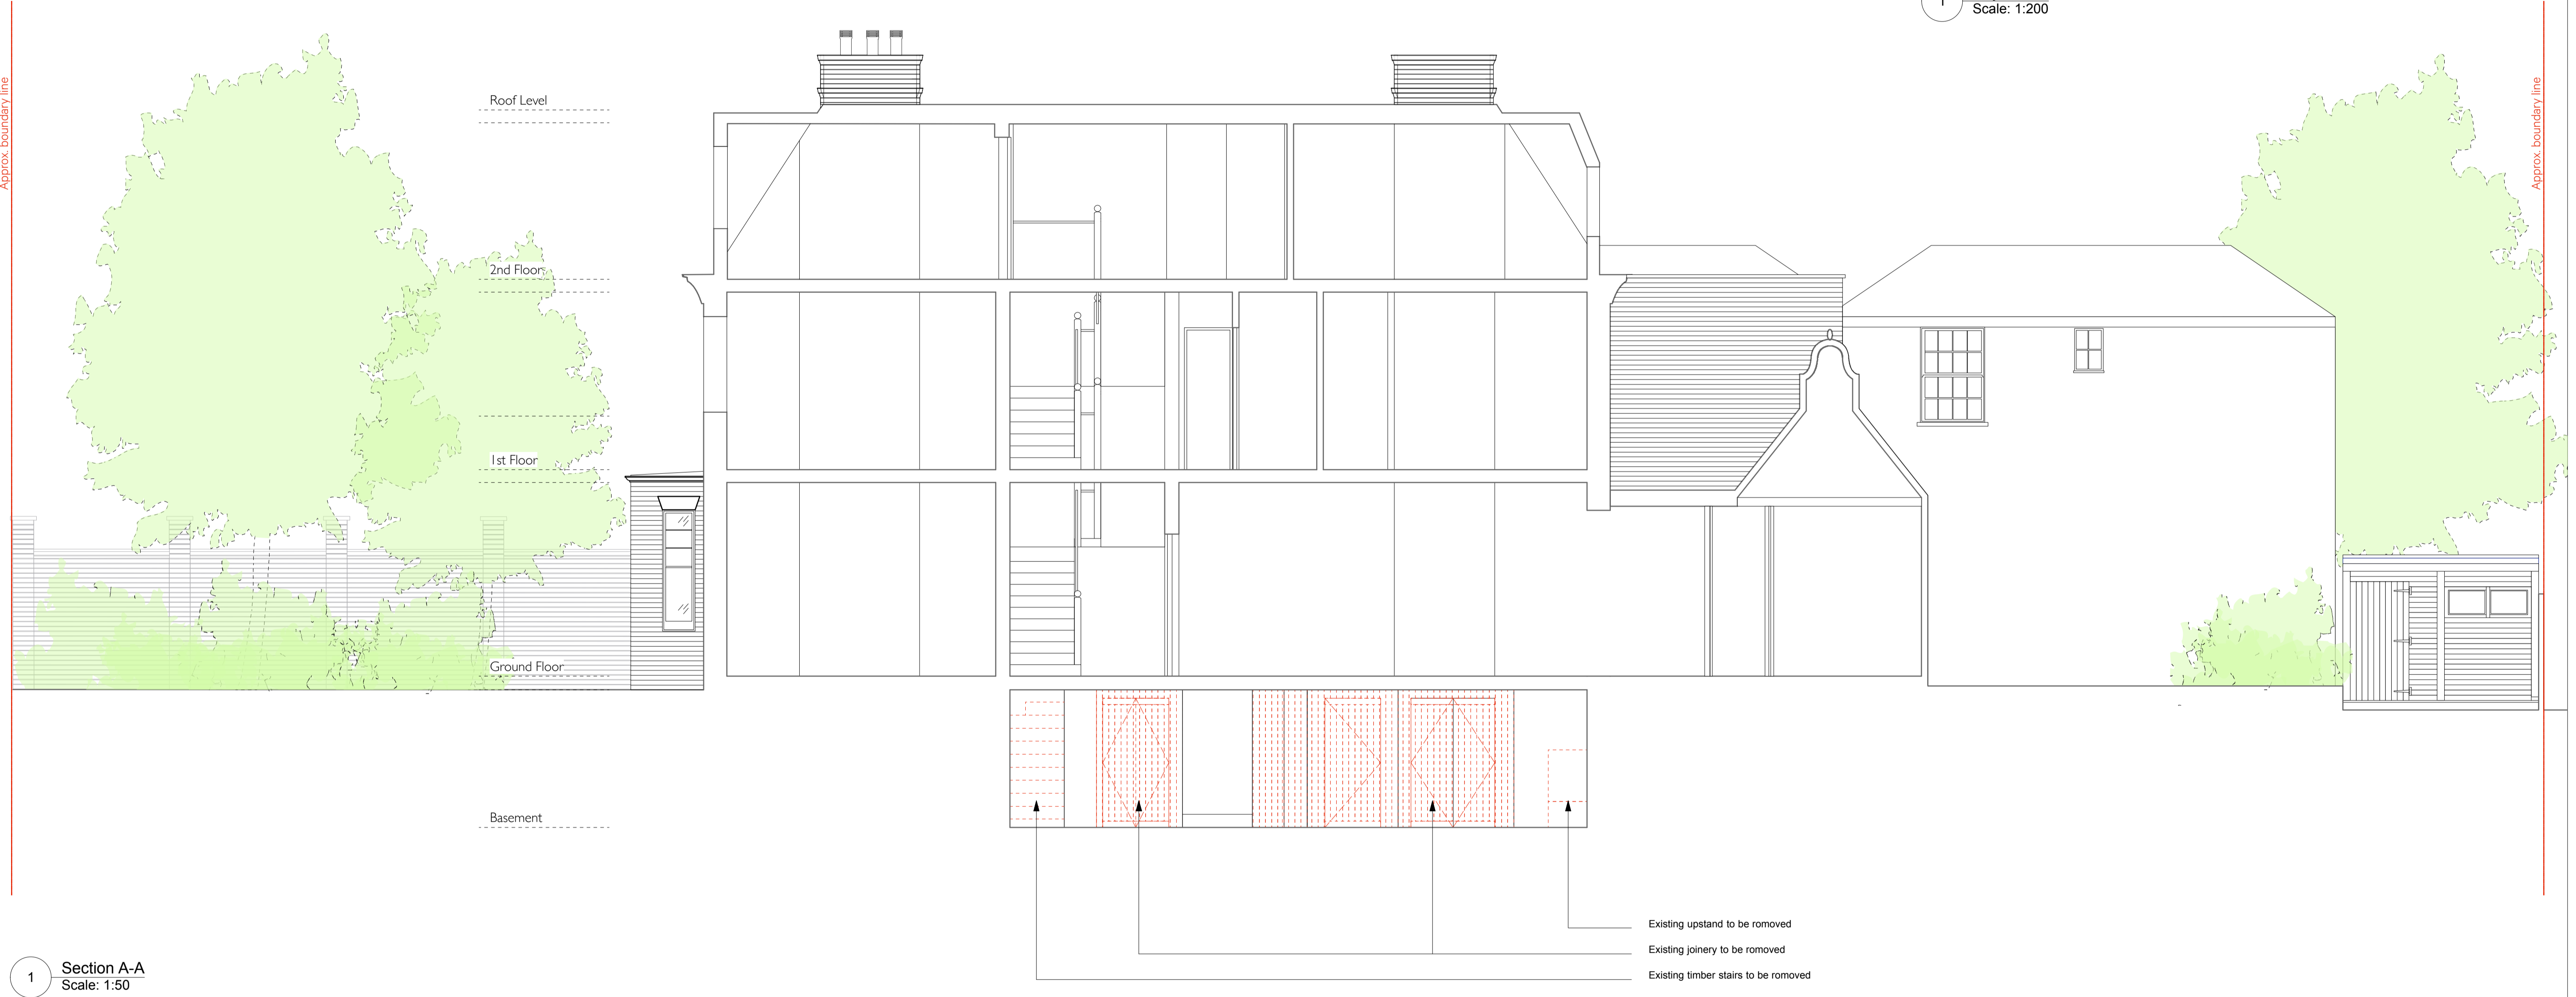 1
Scale: 1:200
Approx. boundary line
Approx. boundary line
Roof Level
2nd Floor
1st Floor
Ground Floor
Basement
Existing upstand to be romoved
Existing joinery to be romoved
Existing timber stairs to be romoved
1
Section A-A
Scale: 1:50